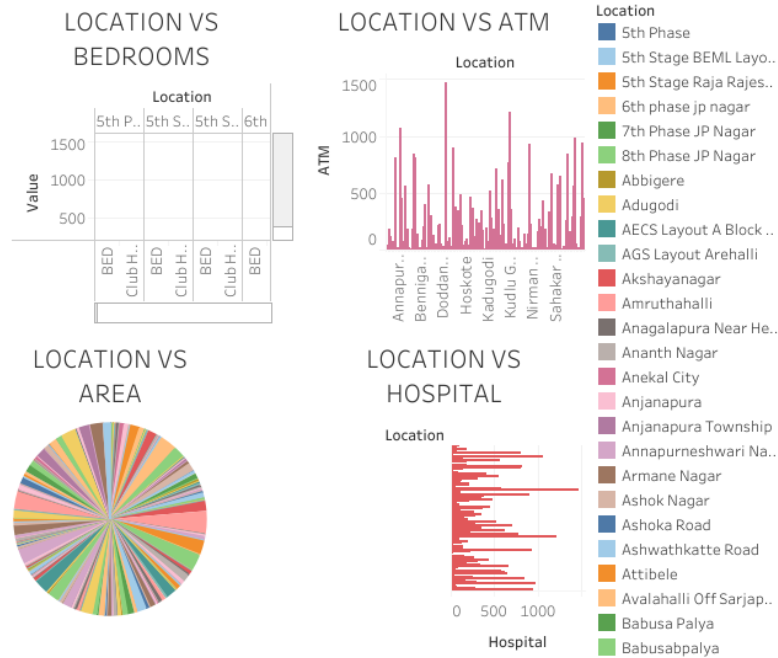 LOCATION VS
BEDROOMS
Location
5th P..
5th S..
5th S..
6th
1500
1000
500
Value
BED
Club H..
BED
Club H..
BED
Club H..
BED
LOCATION VS ATM
Location
1500
1000
500
0
ATM
Annapur..
Benniga..
Doddan..
Hoskote
Kadugodi
Kudlu G..
Nirman ..
Sahakar ..
LOCATION VS
AREA
LOCATION VS
HOSPITAL
Location
0
500
1000
Hospital
Location
5th Phase
5th Stage BEML Layo..
5th Stage Raja Rajes..
6th phase jp nagar
7th Phase JP Nagar
8th Phase JP Nagar
Abbigere
Adugodi
AECS Layout A Block ..
AGS Layout Arehalli
Akshayanagar
Amruthahalli
Anagalapura Near He..
Ananth Nagar
Anekal City
Anjanapura
Anjanapura Township
Annapurneshwari Na..
Armane Nagar
Ashok Nagar
Ashoka Road
Ashwathkatte Road
Attibele
Avalahalli Off Sarjap..
Babusa Palya
Babusabpalya